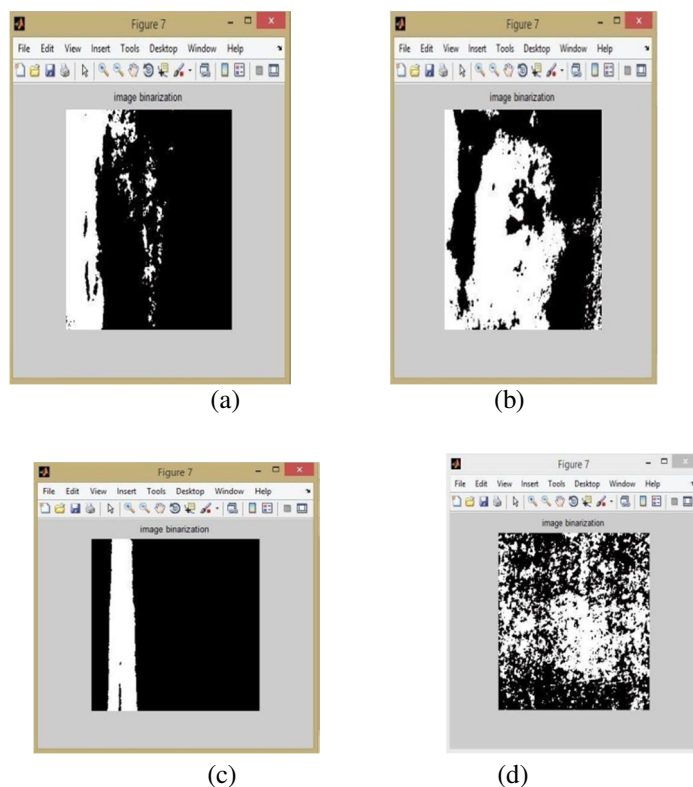 Figure 7
File Edit View Insert Tools Desktop Window Help
image binarization
(a)
Figure 7
File Edit View Insert Tools Desktop Window Help
image binarization
(b)
Figure 7
File Edit View Insert Tools Desktop Window Help
image binarization
(c)
Figure 7
File Edit View Insert Tools Desktop Window Help
image binarization
(d)